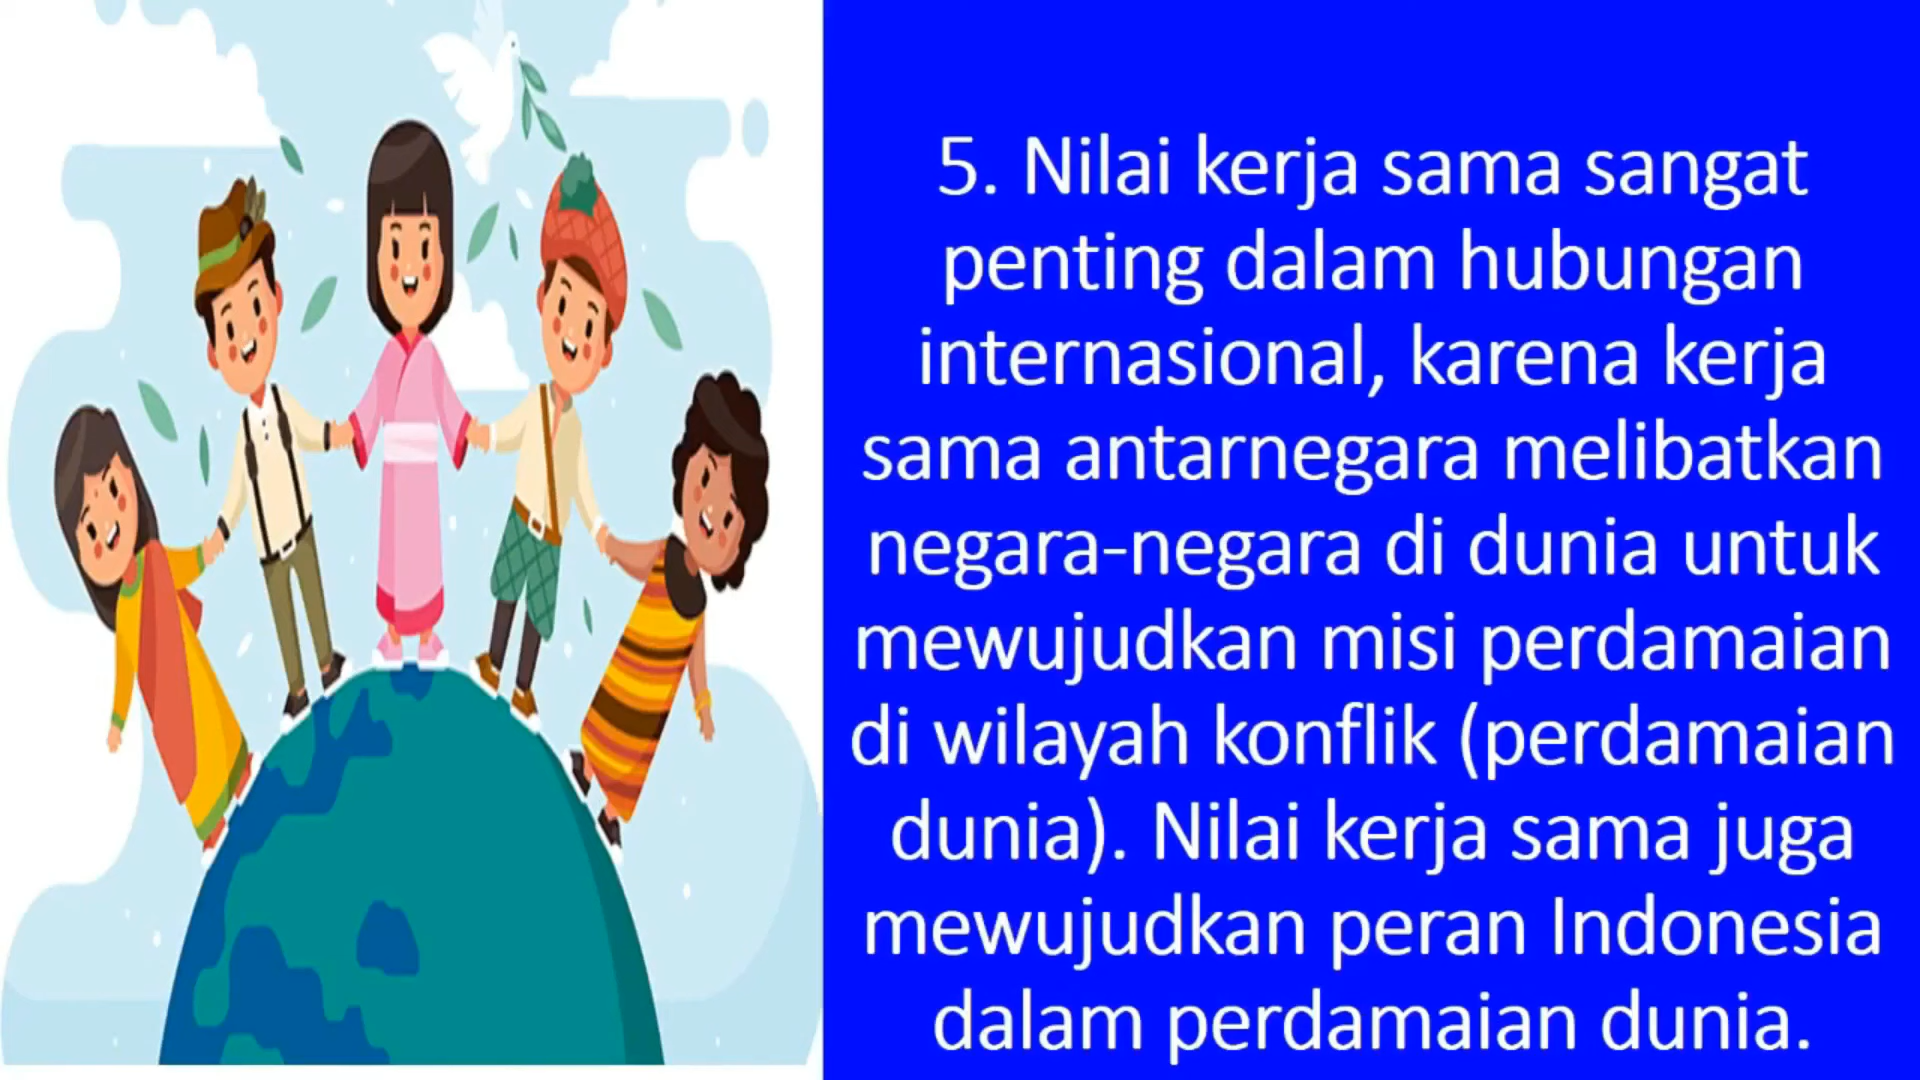 5. Nilai kerja sama sangat
penting dalam hubungan
internasional, karena kerja
sama antarnegara melibatkan
negara-negara di dunia untuk
mewujudkan misi perdamaian
di wilayah konflik (perdamaian
dunia). Nilai kerja sama juga
mewujudkan peran Indonesia
dalam perdamaian dunia.